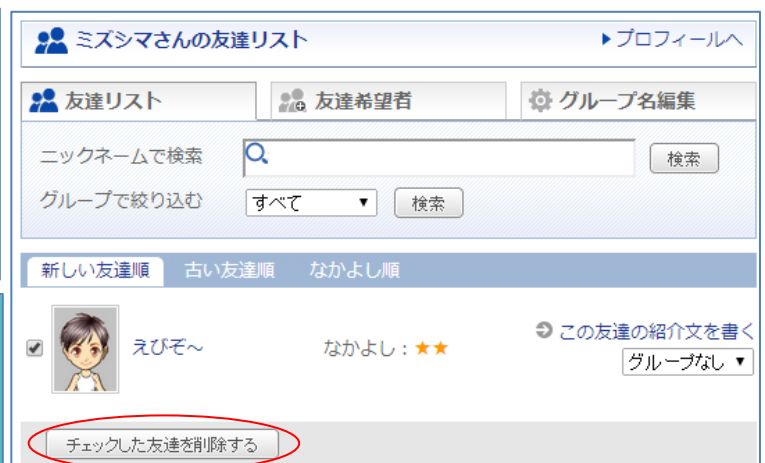 ミズシマさんの友達リスト プロフィールへ
友達リスト 友達希望者 グループ名編集
ニックネームで検索 検索
グループで絞り込む すべて 検索
新しい友達順 古い友達順 なかよし順
えびぞ～ なかよし：★★ この友達の紹介文を書く
グループなし
チェックした友達を削除する